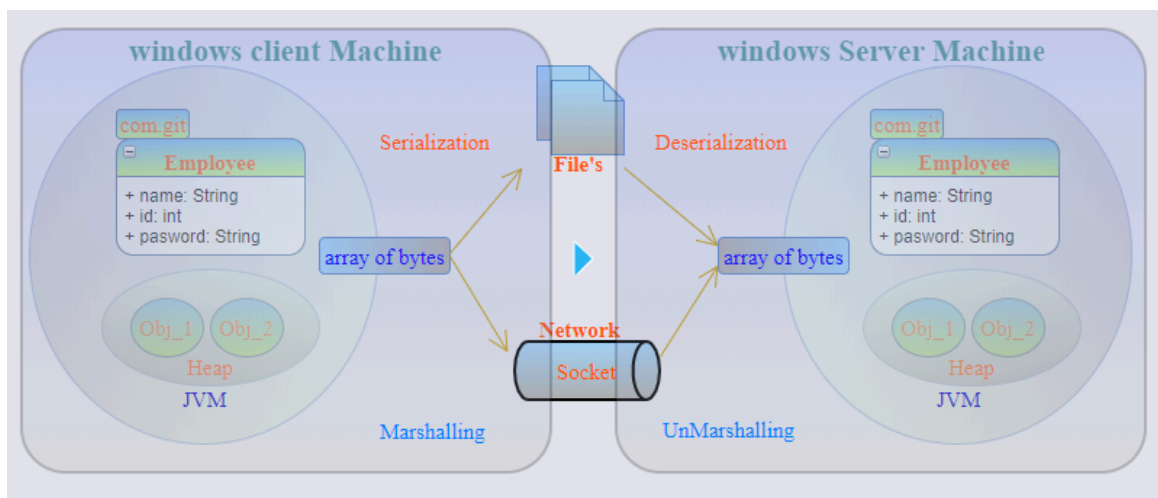 windows client Machine
com.git
Employee
+ name: String
+ id: int
+ pasword: String
array of bytes
Obj_1
Obj_2
Heap
JVM
Serialization
Marshalling
File's
Network
Socket
windows Server Machine
Deserialization
UnMarshalling
array of bytes
com.git
Employee
+ name: String
+ id: int
+ pasword: String
Obj_1
Obj_2
Heap
JVM